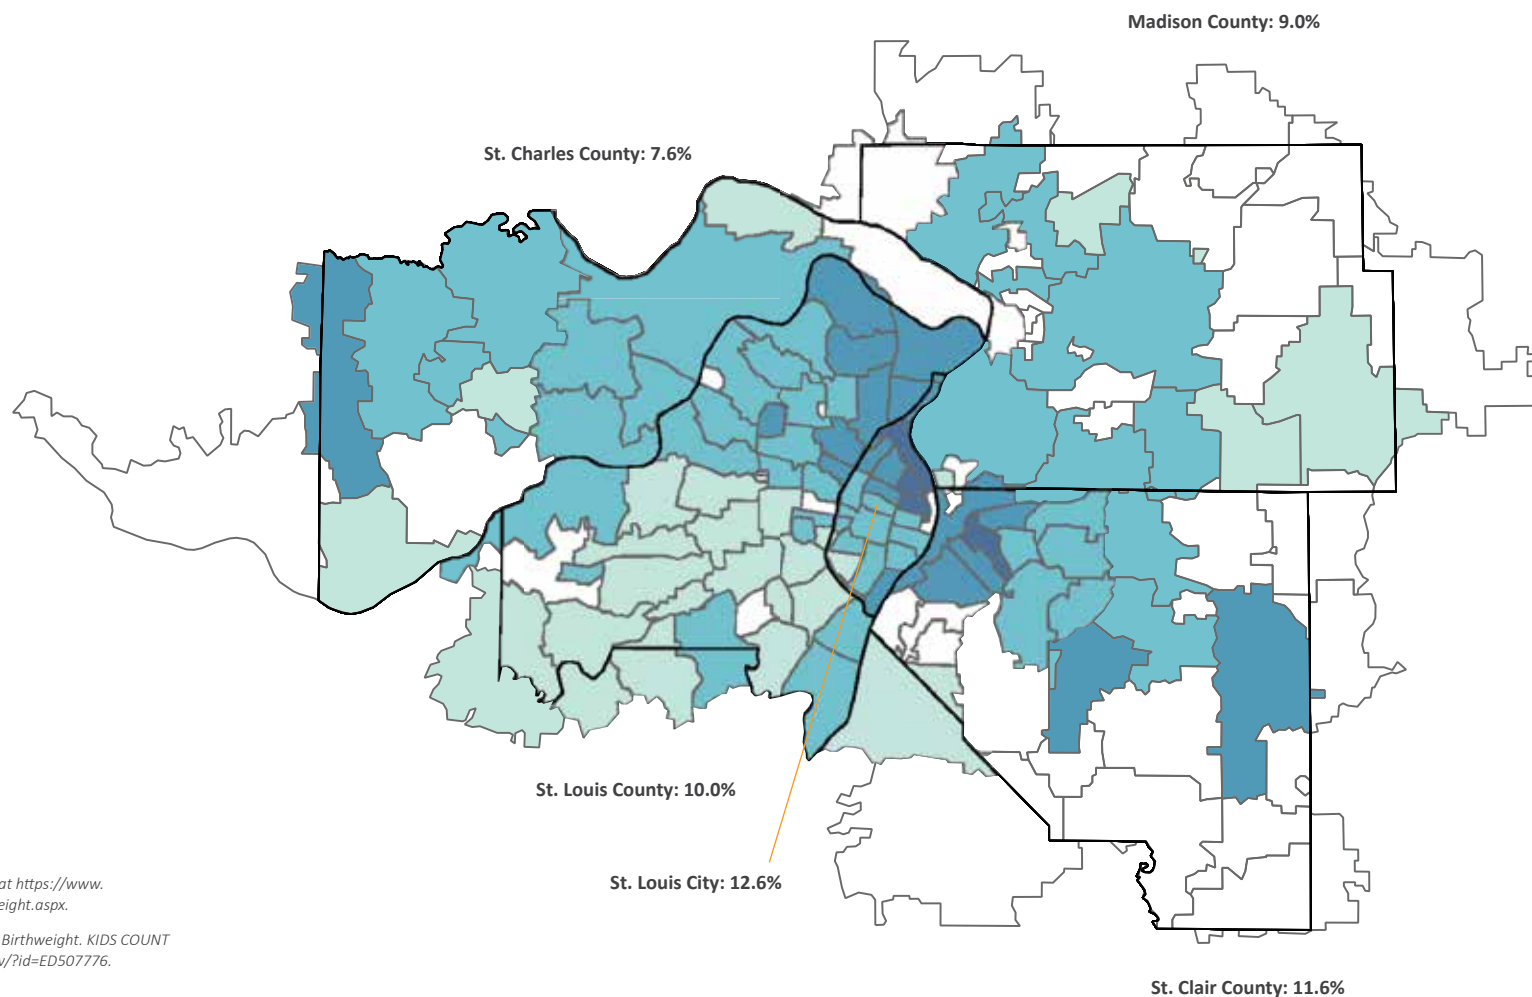 Madison County: 9.0%
St. Charles County: 7.6%
St. Louis County: 10.0%
St. Louis City: 12.6%
at https://www.
eight.aspx.
Birthweight. KIDS COUNT
/?id=ED507776.
St. Clair County: 11.6%